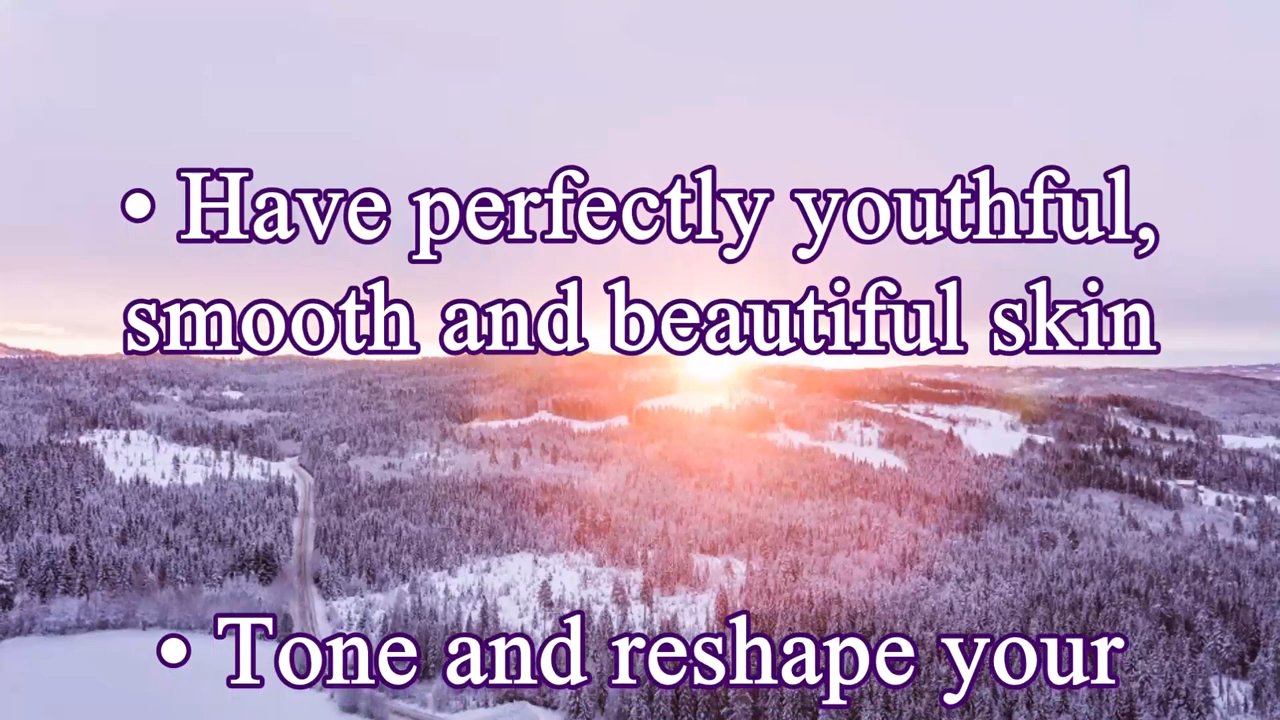 • Have perfectly youthful,
smooth and beautiful skin
• Tone and reshape your